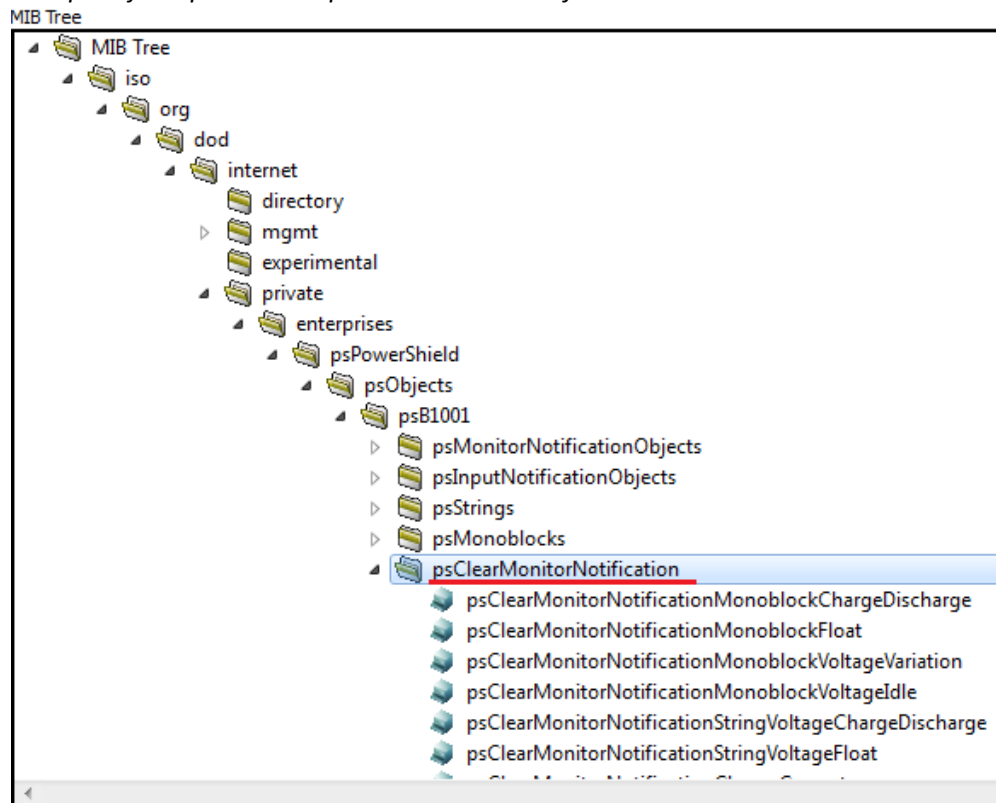 MIB Tree
MIB Tree
iso
org
dod
internet
directory
mgmt
experimental
private
enterprises
psPowerShield
psObjects
psB1001
psMonitorNotificationObjects
psInputNotificationObjects
psStrings
psMonoblocks
psClearMonitorNotification
psClearMonitorNotificationMonoblockChargeDischarge
psClearMonitorNotificationMonoblockFloat
psClearMonitorNotificationMonoblockVoltageVariation
psClearMonitorNotificationMonoblockVoltageIdle
psClearMonitorNotificationStringVoltageChargeDischarge
psClearMonitorNotificationStringVoltageFloat